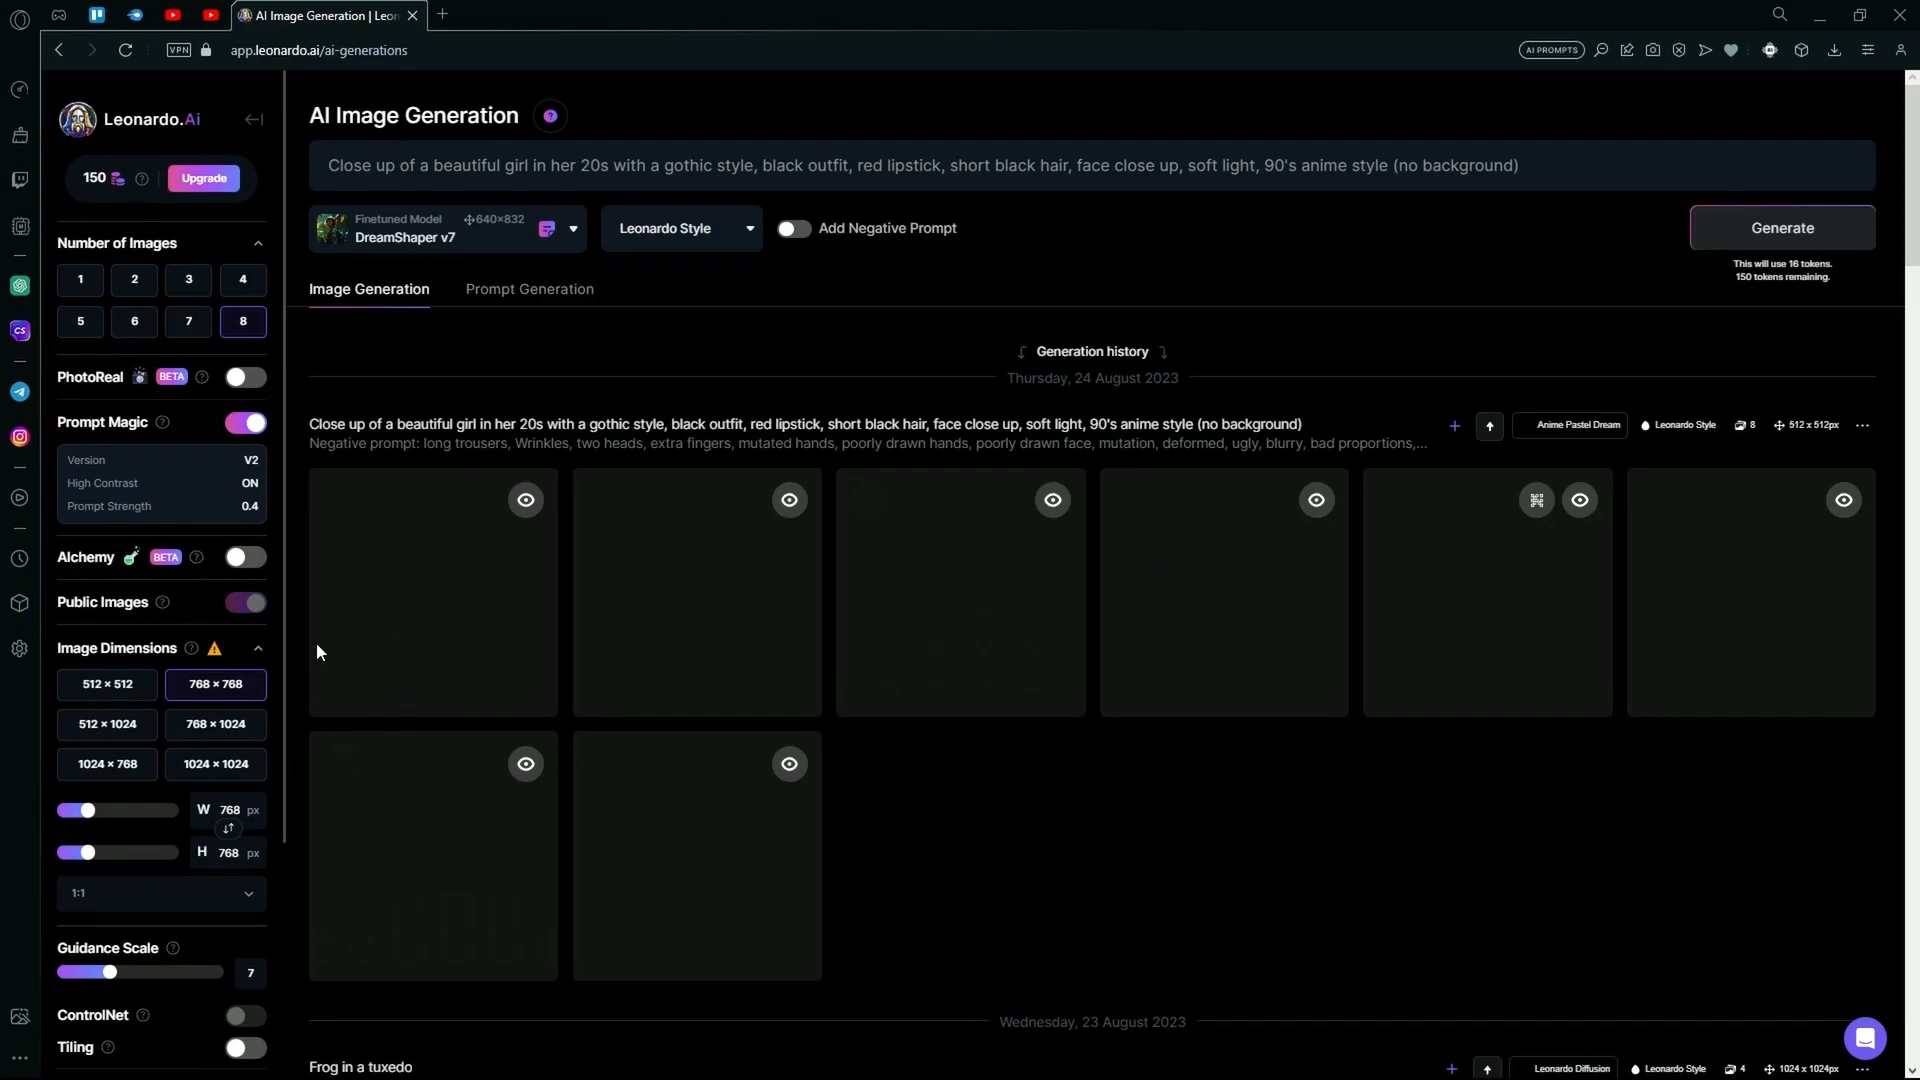 AI Image Generation | Leon
VPN
app.leonardo.ai/ai-generations
AI PROMPTS
Leonardo.Ai
150
Upgrade
AI Image Generation
Close up of a beautiful girl in her 20s with a gothic style, black outfit, red lipstick, short black hair, face close up, soft light, 90's anime style (no background)
Finetuned Model
640×832
DreamShaper v7
Leonardo Style
Add Negative Prompt
Generate
This will use 16 tokens.
150 tokens remaining.
Number of Images
1 2 3 4
5 6 7 8
Image Generation
Prompt Generation
Generation history
Thursday, 24 August 2023
PhotoReal BETA
Prompt Magic
Version V2
High Contrast ON
Prompt Strength 0.4
Alchemy BETA
Public Images
Image Dimensions
512 × 512 768 × 768
512 × 1024 768 × 1024
1024 × 768 1024 × 1024
W 768 px
H 768 px
1:1
Guidance Scale
7
ControlNet
Tiling
Close up of a beautiful girl in her 20s with a gothic style, black outfit, red lipstick, short black hair, face close up, soft light, 90's anime style (no background)
Negative prompt: long trousers, Wrinkles, two heads, extra fingers, mutated hands, poorly drawn hands, poorly drawn face, mutation, deformed, ugly, blurry, bad proportions,...
Anime Pastel Dream
Leonardo Style
8
512 x 512px
Wednesday, 23 August 2023
Frog in a tuxedo
Leonardo Diffusion
Leonardo Style
4
1024 x 1024px
CS